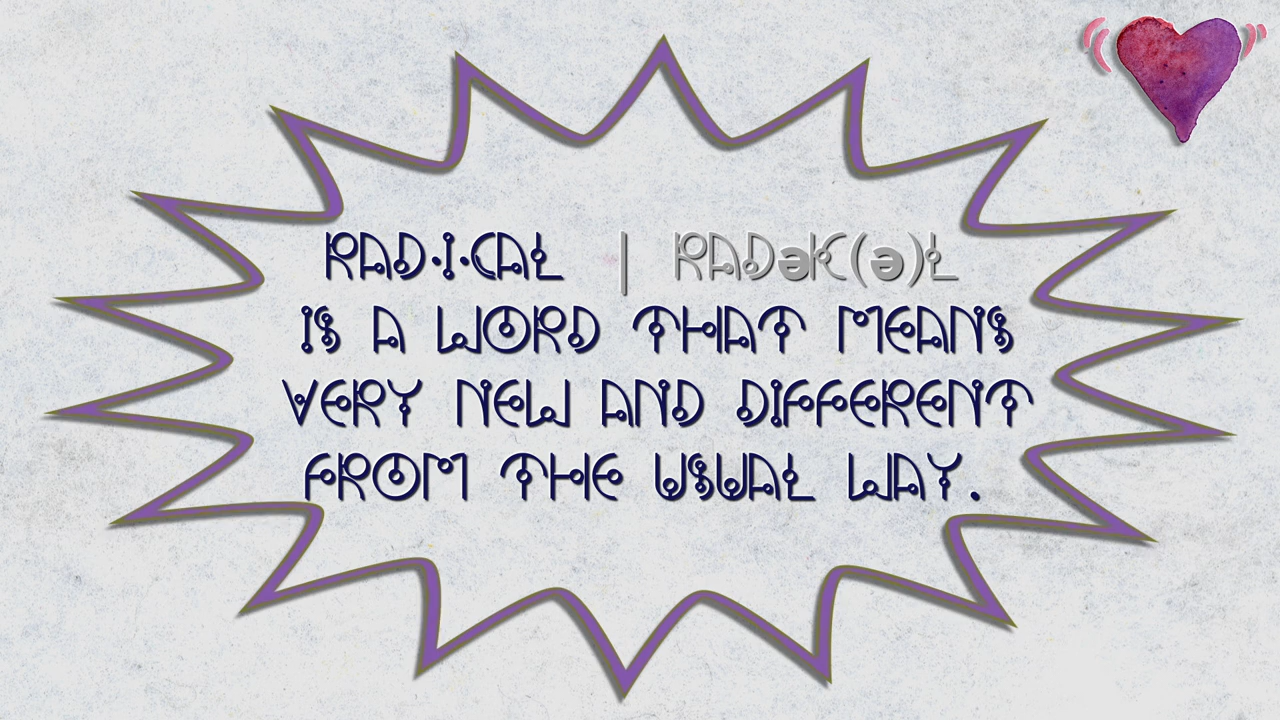 RAD·I·CAL | RADəK(ə)L
IS A WORD THAT MEANS
VERY NEW AND DIFFERENT
FROM THE USUAL WAY.